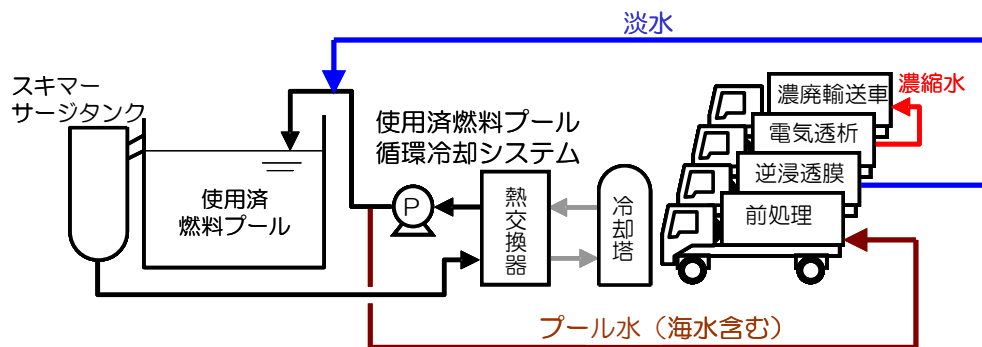 淡水
スキマー
サージタンク
使用済燃料プール
循環冷却システム
使用済
燃料プール
P
熱交換器
冷却塔
濃廃輸送車
濃縮水
電気透析
逆浸透膜
前処理
プール水（海水含む）